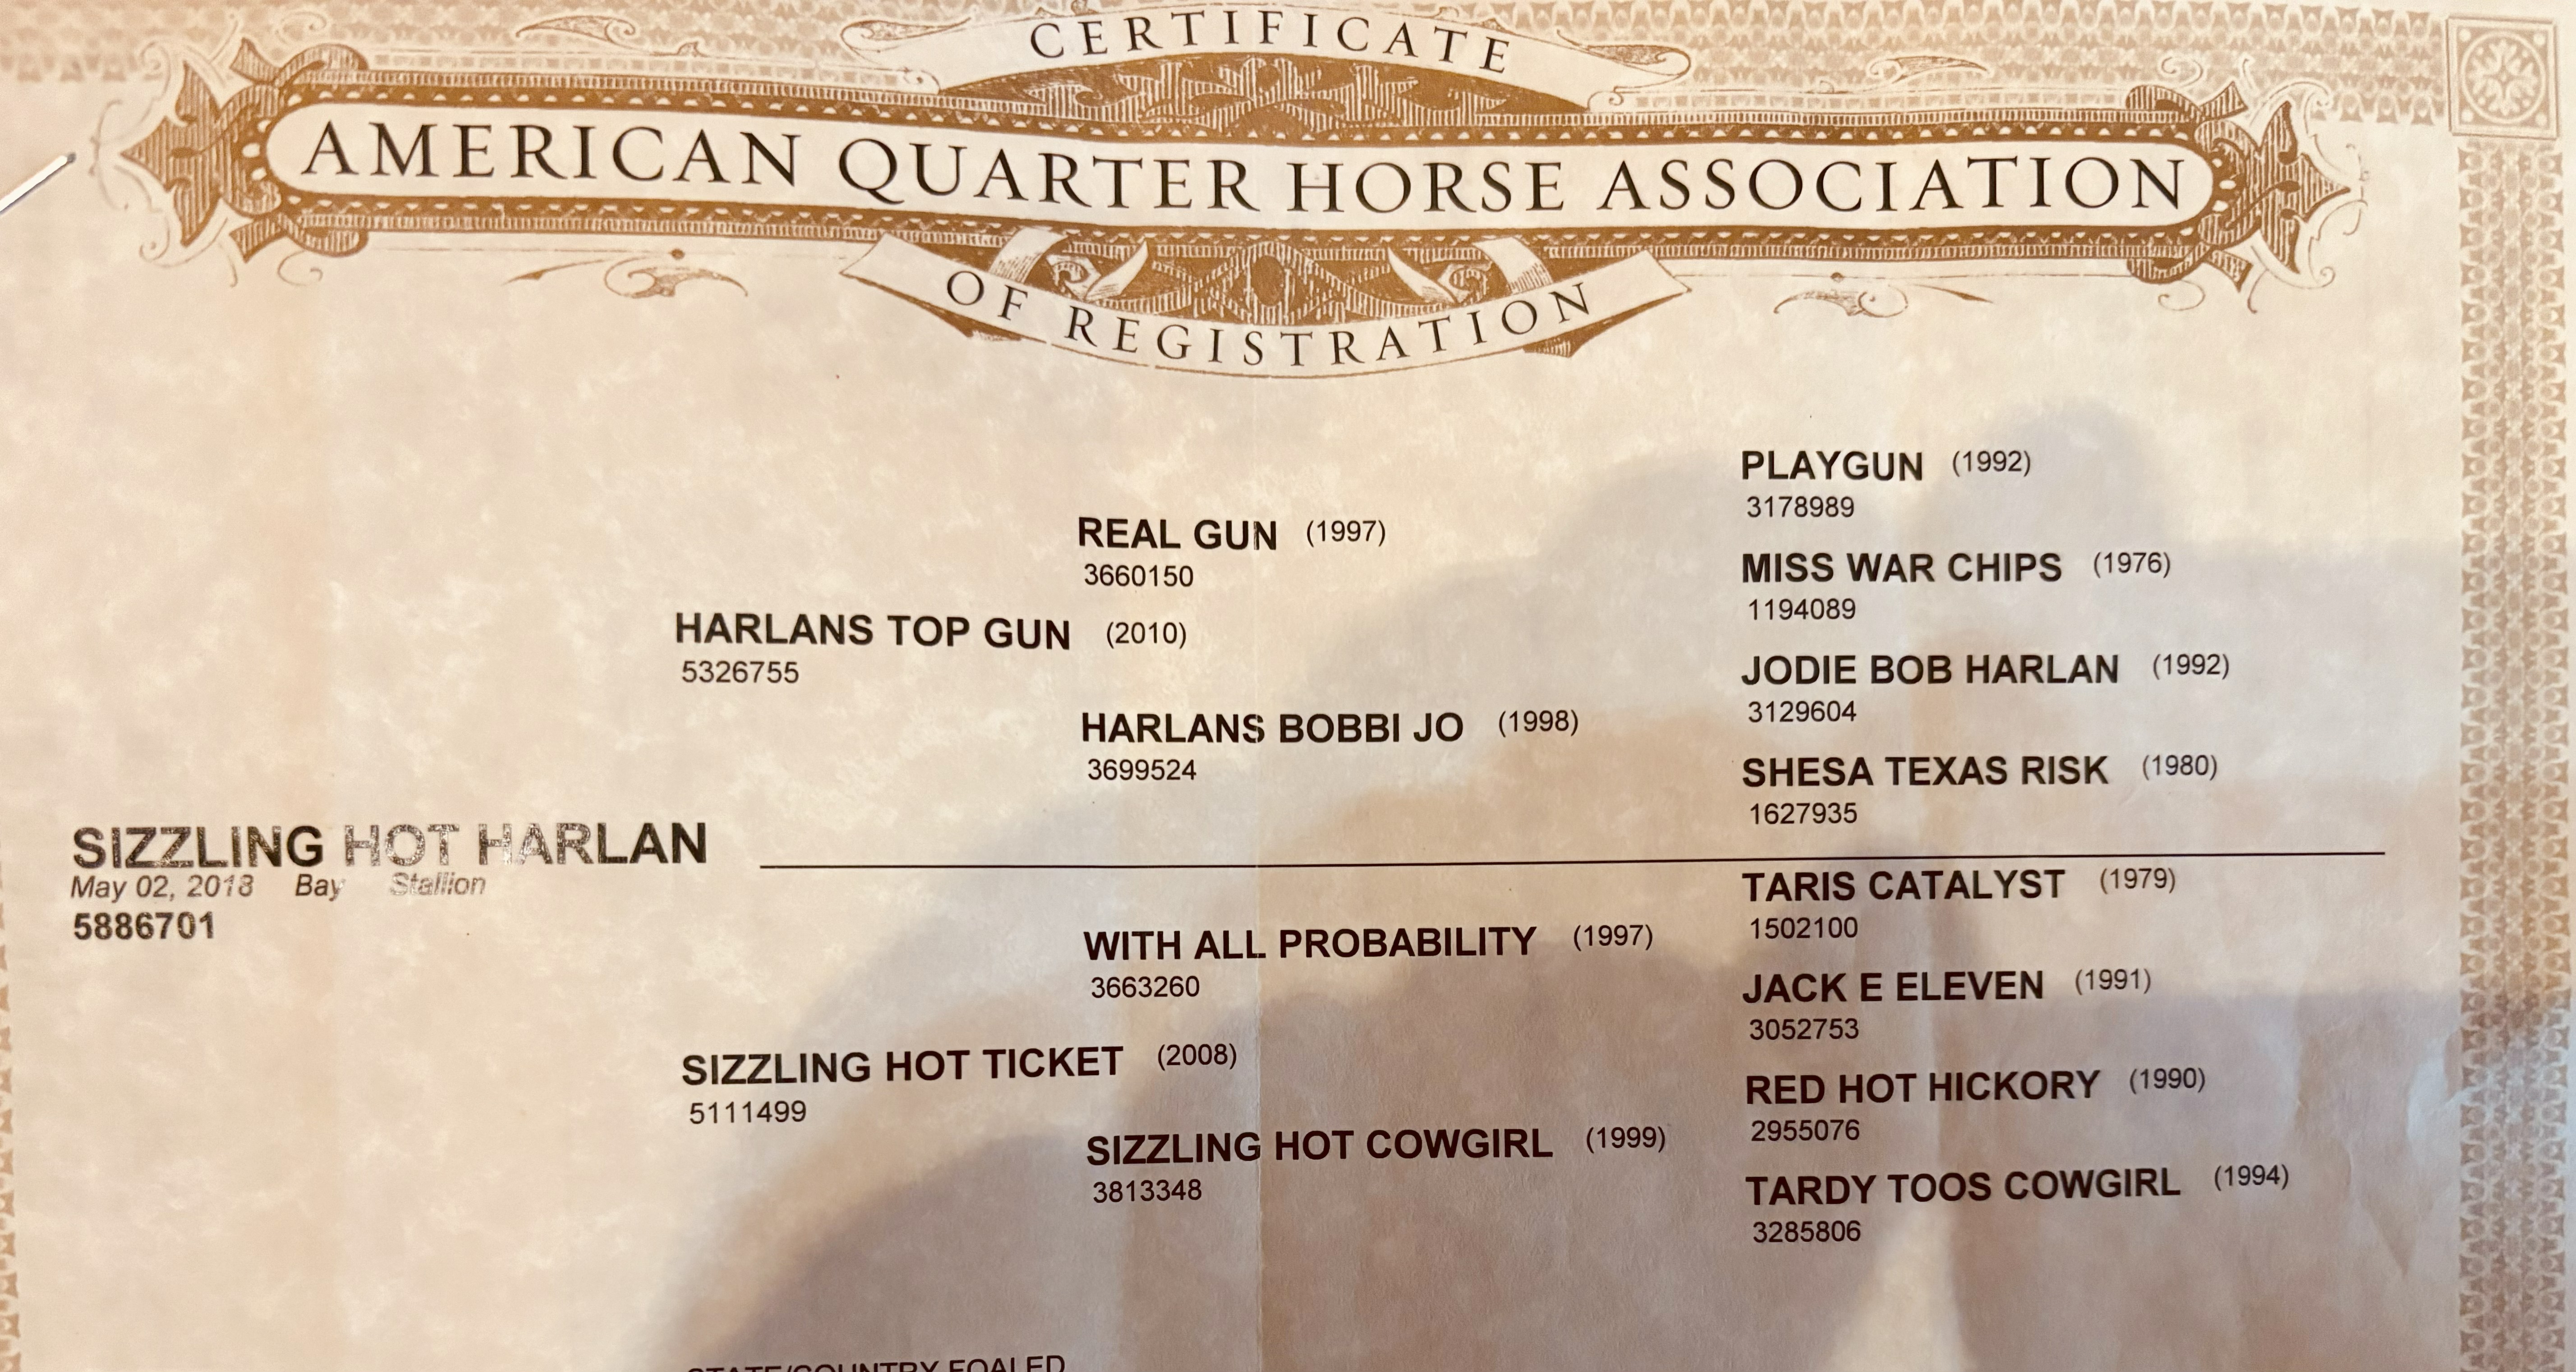 CERTIFICATE
AMERICAN QUARTER HORSE ASSOCIATION
OF REGISTRATION
PLAYGUN (1992)
3178989
REAL GUN (1997)
3660150
MISS WAR CHIPS (1976)
1194089
HARLANS TOP GUN (2010)
5326755
JODIE BOB HARLAN (1992)
3129604
HARLANS BOBBI JO (1998)
3699524
SHESA TEXAS RISK (1980)
1627935
SIZZLING HOT HARLAN
May 02, 2018 Bay Stallion
5886701
TARIS CATALYST (1979)
1502100
WITH ALL PROBABILITY (1997)
3663260
JACK E ELEVEN (1991)
3052753
SIZZLING HOT TICKET (2008)
5111499
RED HOT HICKORY (1990)
2955076
SIZZLING HOT COWGIRL (1999)
3813348
TARDY TOOS COWGIRL (1994)
3285806
STATE/COUNTRY FOALED